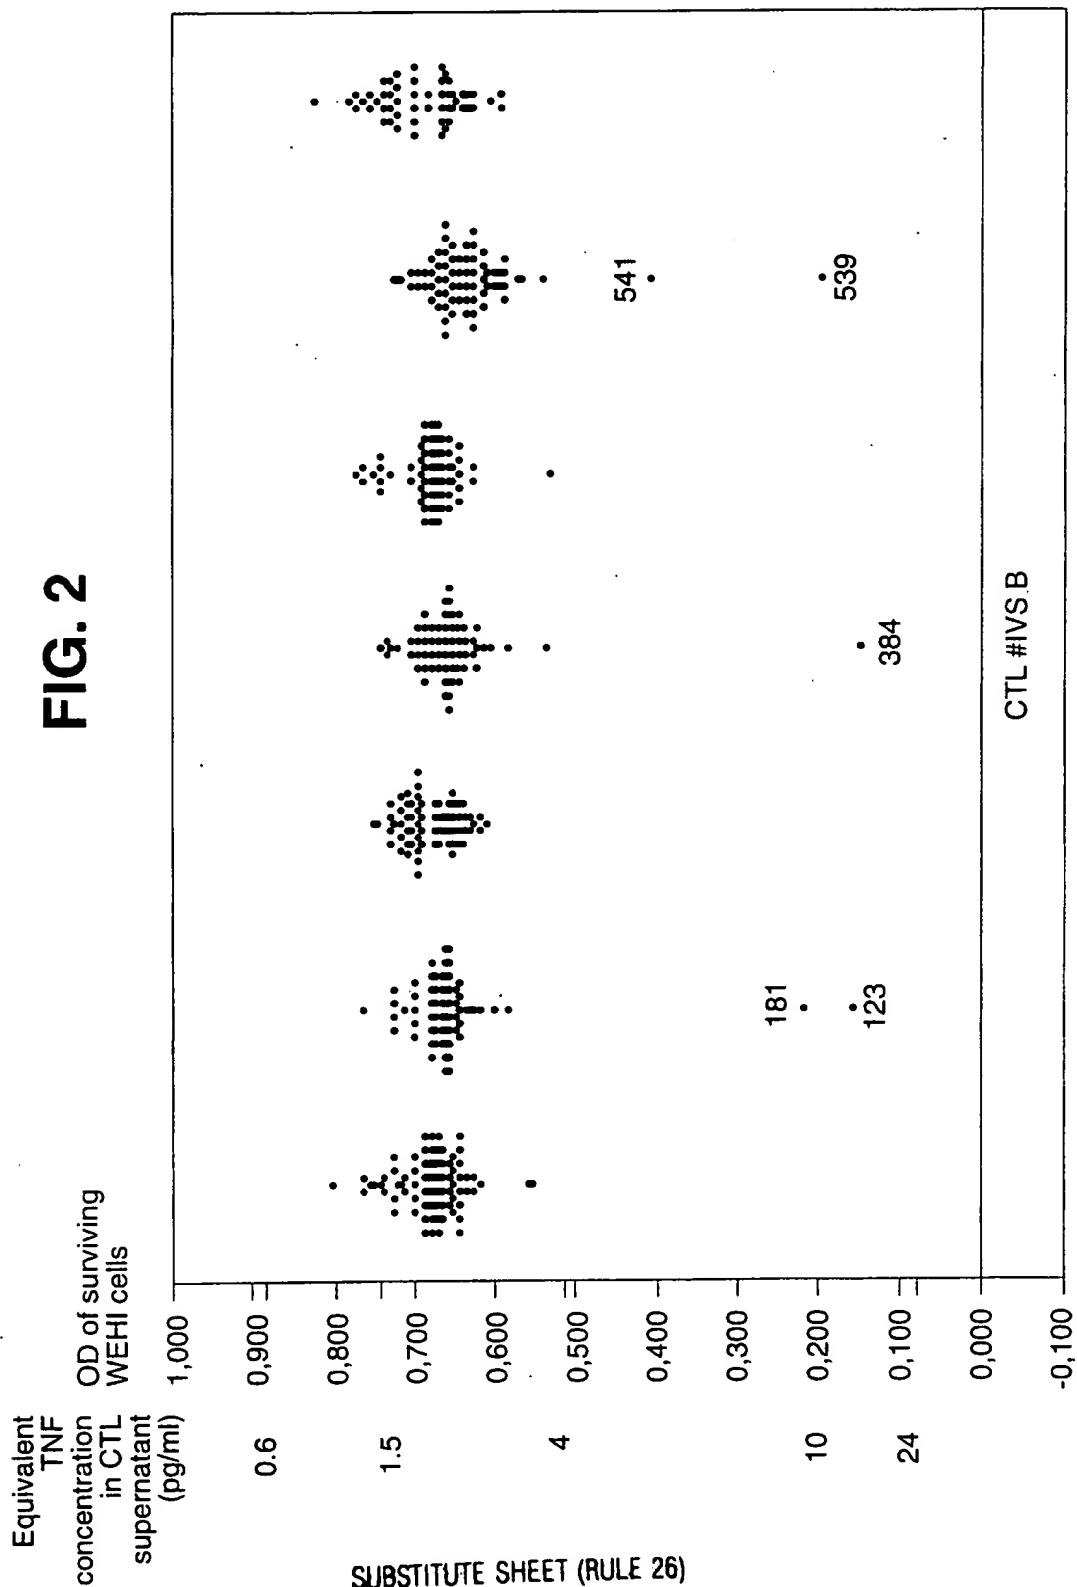 FIG. 2
Equivalent
TNF
concentration
in CTL
supernatant
(pg/ml)
OD of surviving
WEHI cells
1,000
0.6
0,900
0,800
1.5
0,700
0,600
4
0,500
0,400
0,300
10
0,200
24
0,100
0,000
-0,100
181
123
384
541
539
CTL #IVS.B
SUBSTITUTE SHEET (RULE 26)